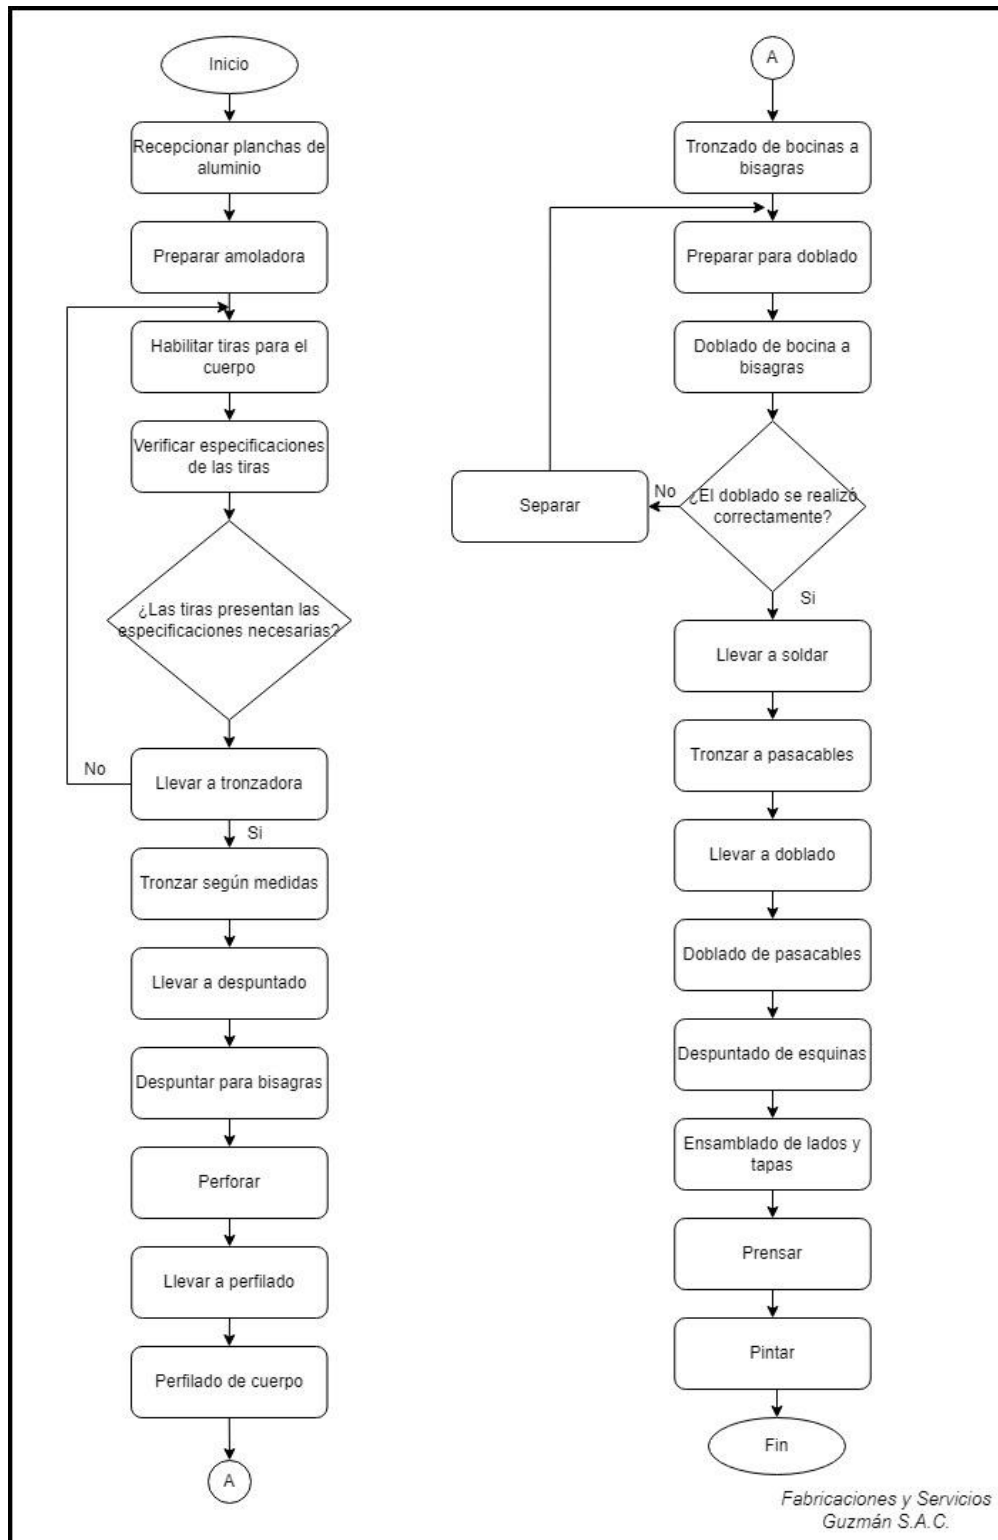 Inicio
Recepcionar planchas de
aluminio
Preparar amoladora
Habilitar tiras para el
cuerpo
Verificar especificaciones
de las tiras
¿Las tiras presentan las
especificaciones necesarias?
No
Llevar a tronzadora
Si
Tronzar según medidas
Llevar a despuntado
Despuntar para bisagras
Perforar
Llevar a perfilado
Perfilado de cuerpo
A
A
Tronzado de bocinas a
bisagras
Preparar para doblado
Doblado de bocina a
bisagras
¿El doblado se realizó
correctamente?
No
Separar
Si
Llevar a soldar
Tronzar a pasacables
Llevar a doblado
Doblado de pasacables
Despuntado de esquinas
Ensamblado de lados y
tapas
Prensar
Pintar
Fin
Fabricaciones y Servicios
Guzmán S.A.C.